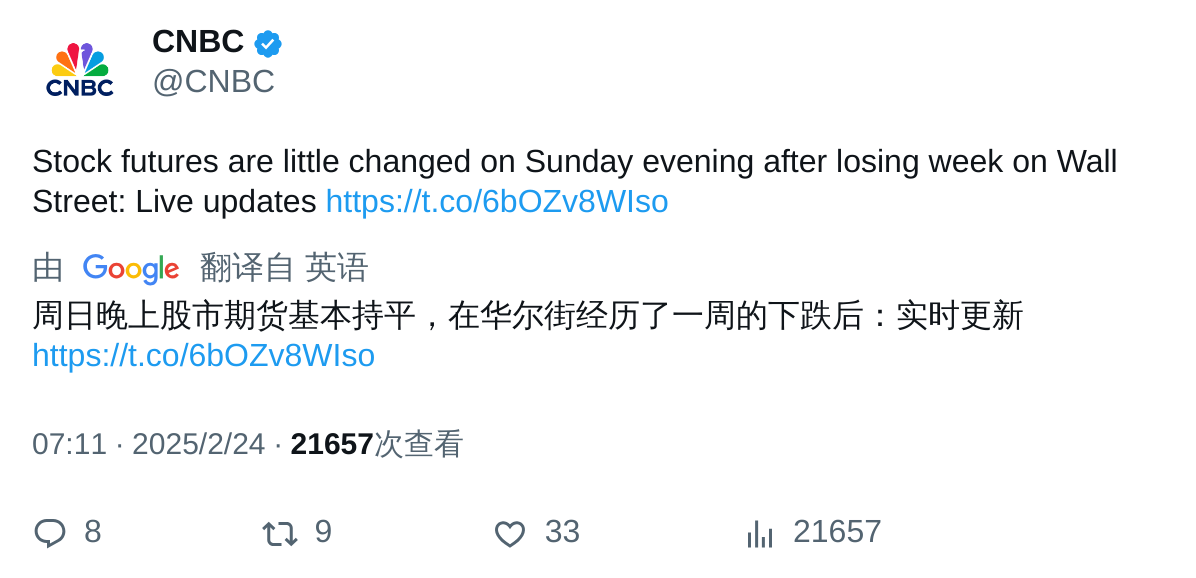 CNBC
CNBC
@CNBC
Stock futures are little changed on Sunday evening after losing week on Wall
Street: Live updates https://t.co/6bOZv8WIso
由 Google 翻译自 英语
周日晚上股市期货基本持平，在华尔街经历了一周的下跌后：实时更新
https://t.co/6bOZv8WIso
07:11 · 2025/2/24 · 21657次查看
8 9 33 21657